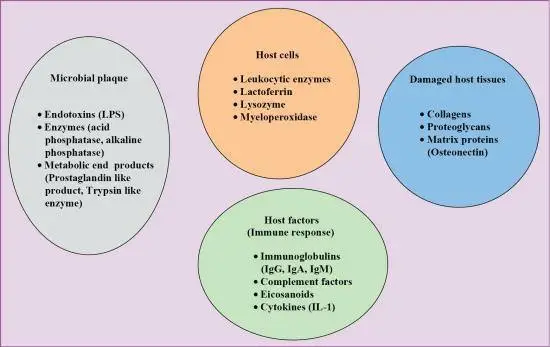 Microbial plaque
• Endotoxins (LPS)
• Enzymes (acid
phosphatase, alkaline
phosphatase)
• Metabolic end products
(Prostaglandin like
product, Trypsin like
enzyme)
Host cells
• Leukocytic enzymes
• Lactoferrin
• Lysozyme
• Myeloperoxidase
Damaged host tissues
• Collagens
• Proteoglycans
• Matrix proteins
(Osteonectin)
Host factors
(Immune response)
• Immunoglobulins
(IgG, IgA, IgM)
• Complement factors
• Eicosanoids
• Cytokines (IL-1)